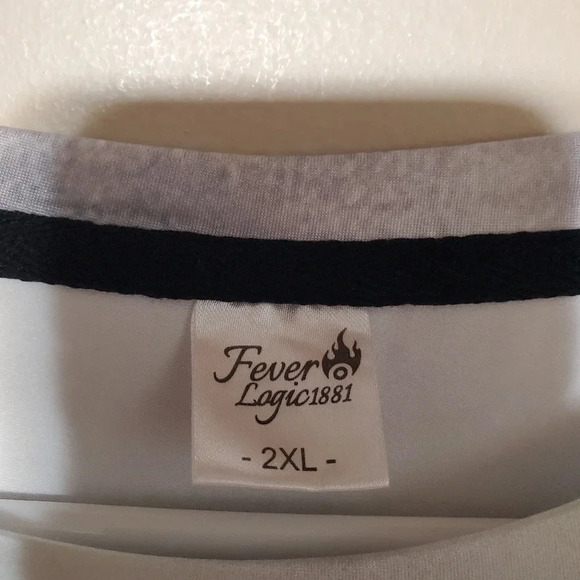 Fever
Logic1881
- 2XL -